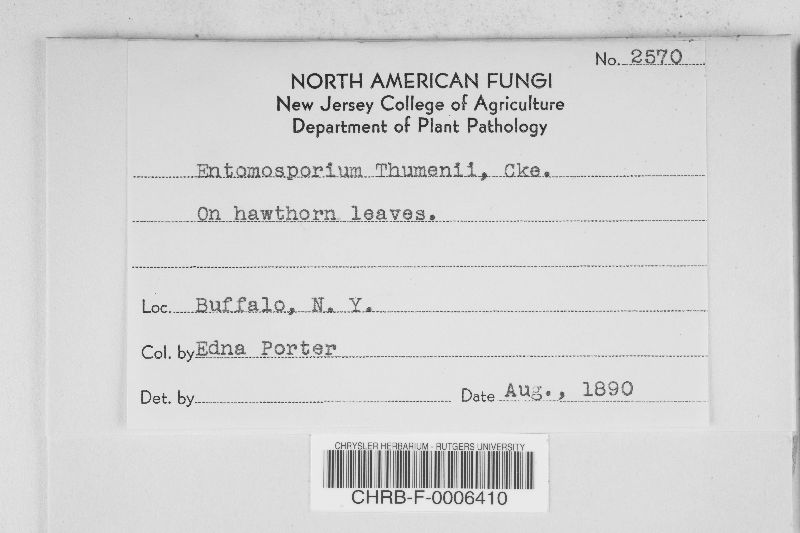 No. 2570
NORTH AMERICAN FUNGI
New Jersey College of Agriculture
Department of Plant Pathology
Entomosporium Thumenii, Cke.
On hawthorn leaves.
Loc. Buffalo, N. Y.
Col. by Edna Porter
Det. by Date Aug., 1890
CHRYSLER HERBARIUM - RUTGERS UNIVERSITY
CHRB-F-0006410